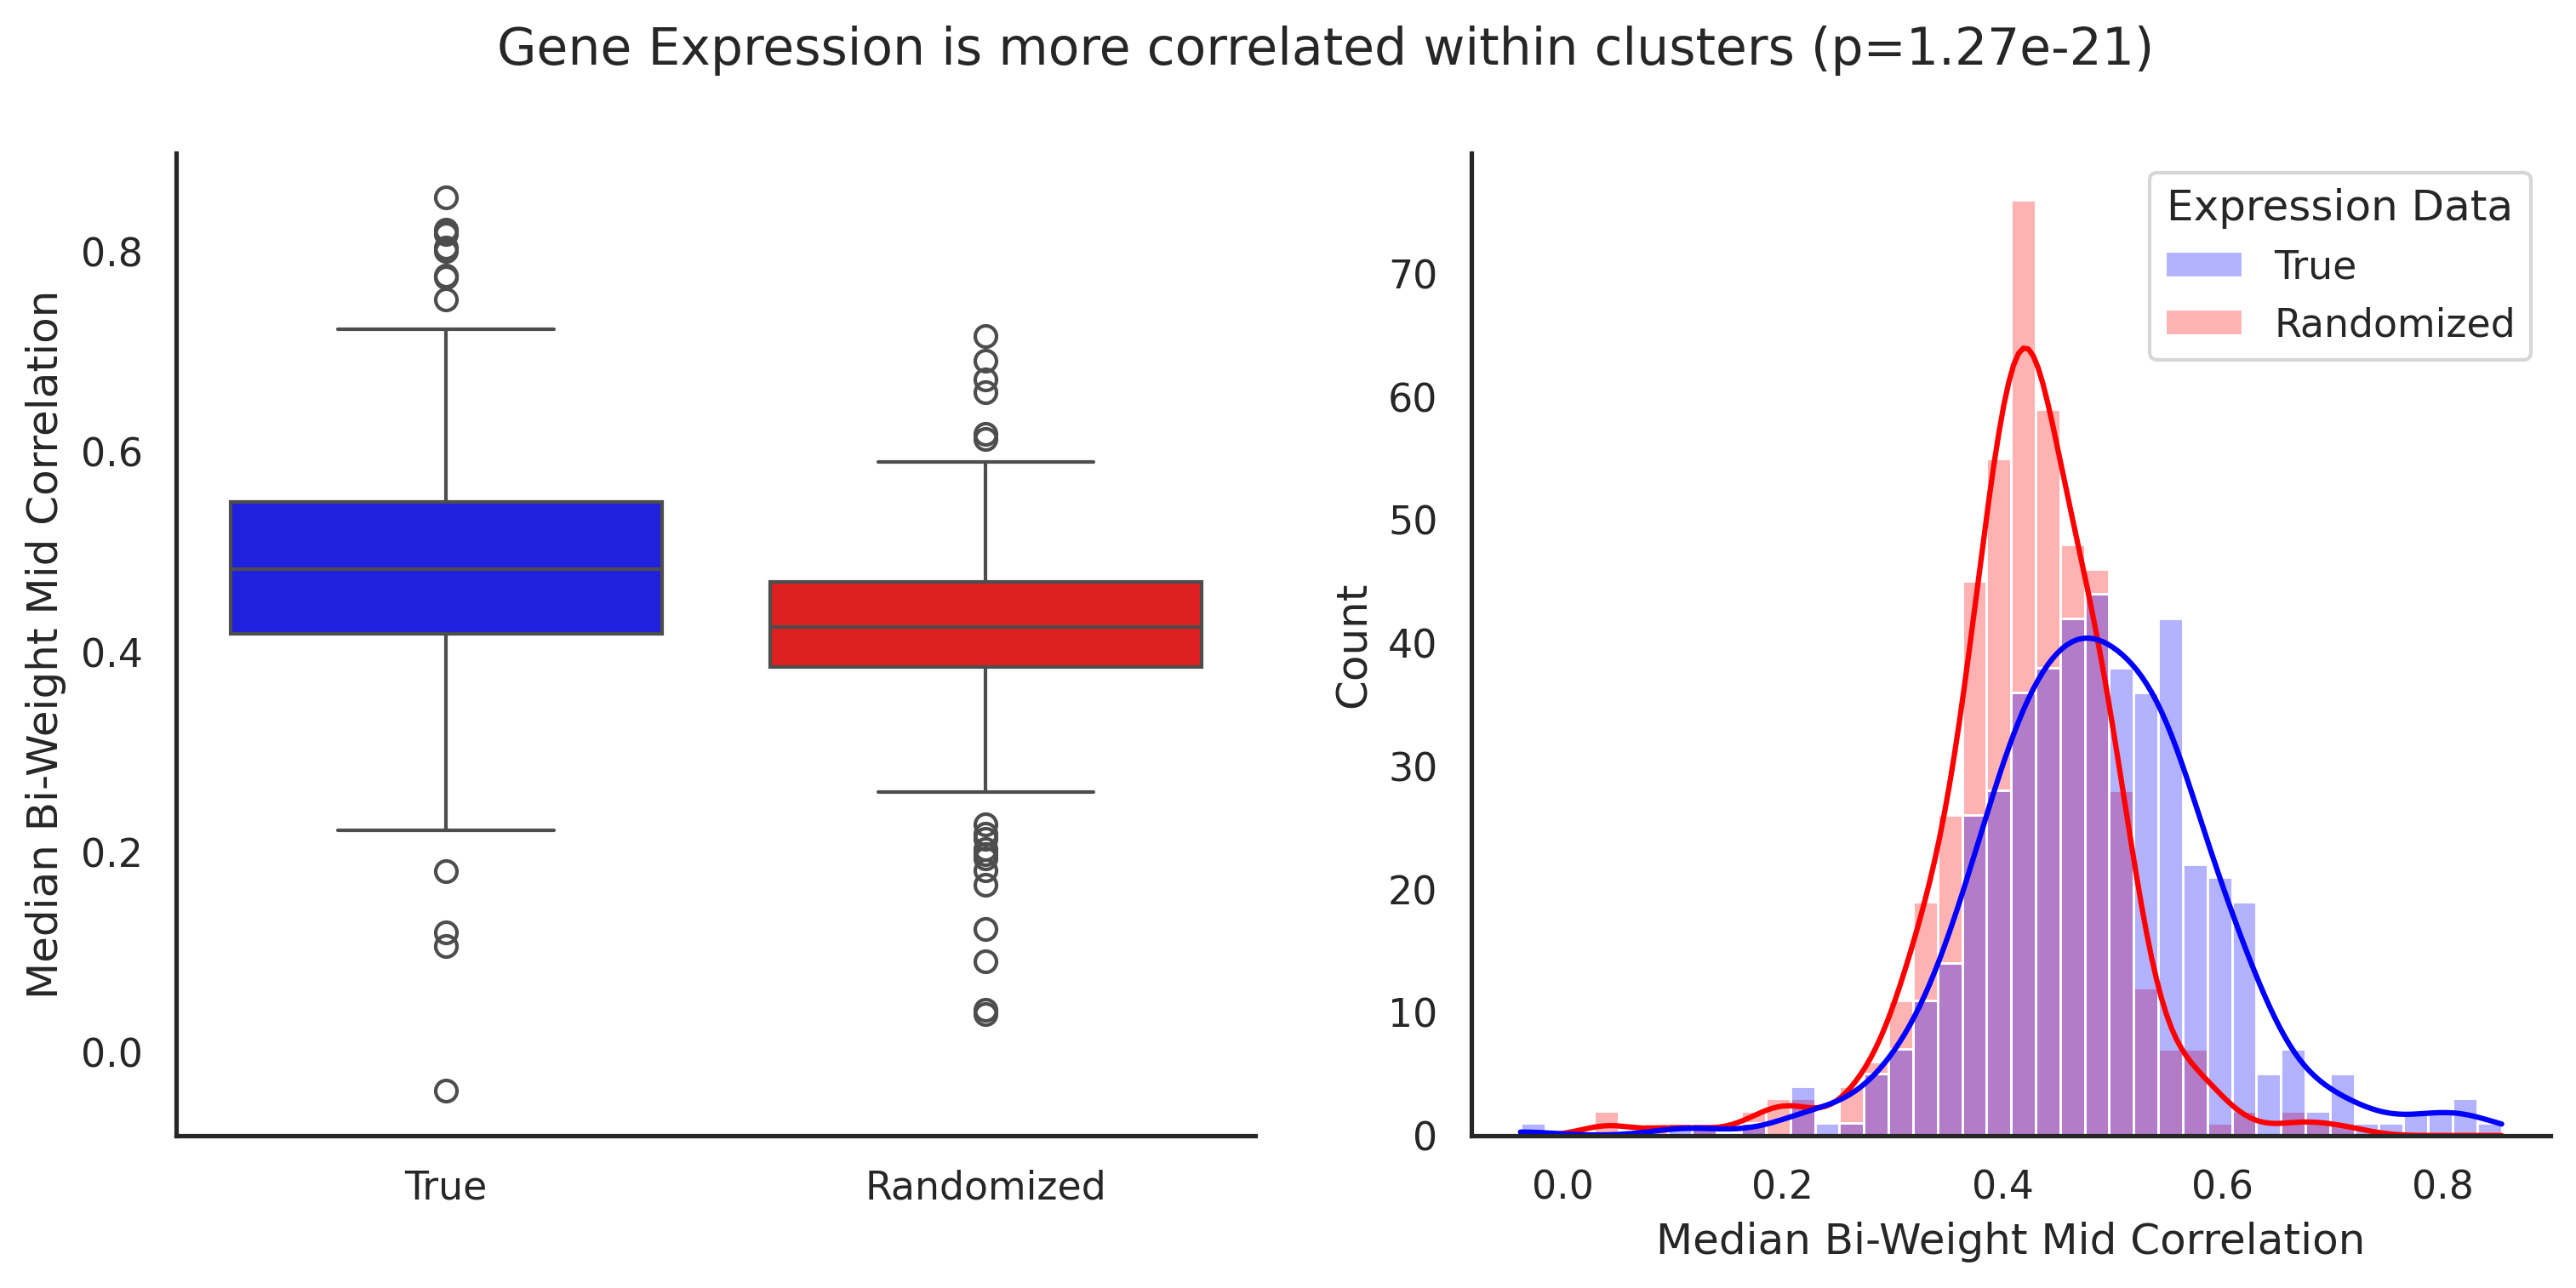 Gene Expression is more correlated within clusters (p=1.27e-21)
Median Bi-Weight Mid Correlation
0.8
0.6
0.4
0.2
0.0
True
Randomized
Count
70
60
50
40
30
20
10
0
0.0
0.2
0.4
0.6
0.8
Median Bi-Weight Mid Correlation
Expression Data
True
Randomized